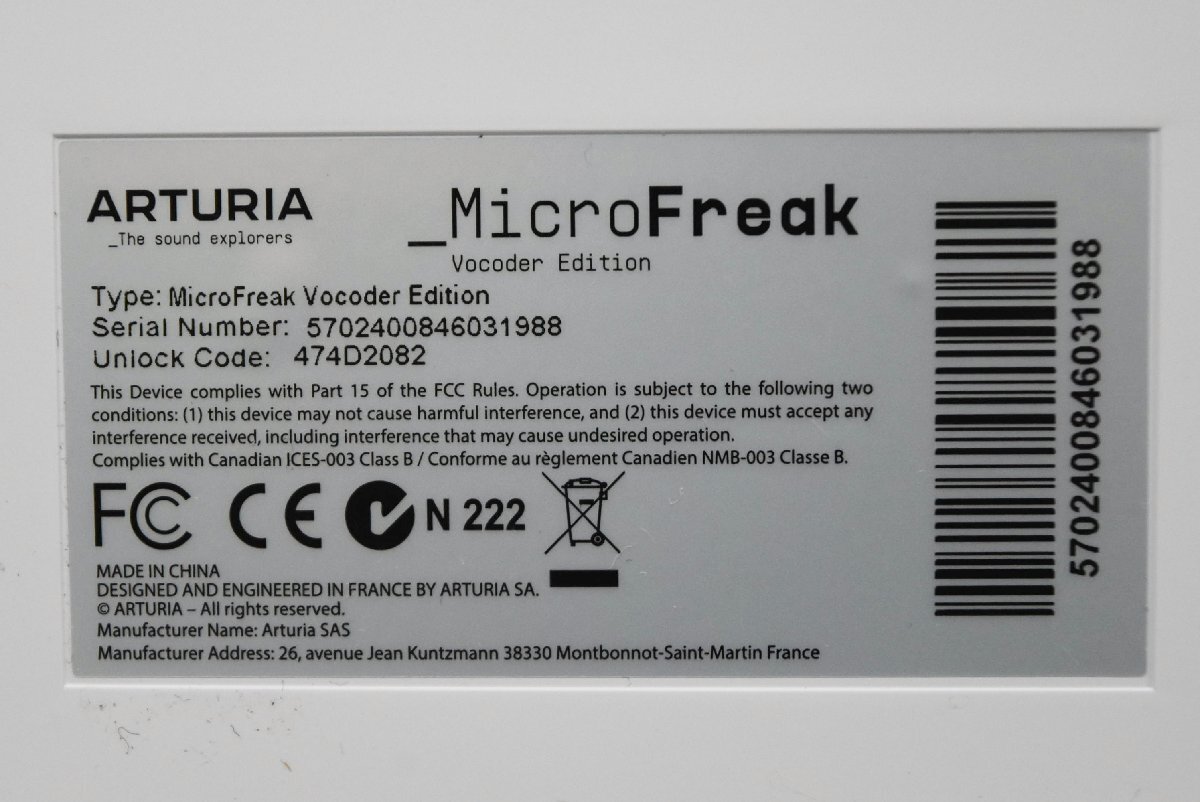 ARTURIA
_The sound explorers
_MicroFreak
Vocoder Edition
Type: MicroFreak Vocoder Edition
Serial Number: 5702400846031988
Unlock Code: 474D2082
This Device complies with Part 15 of the FCC Rules. Operation is subject to the following two
conditions: (1) this device may not cause harmful interference, and (2) this device must accept any
interference received, including interference that may cause undesired operation.
Complies with Canadian ICES-003 Class B / Conforme au règlement Canadien NMB-003 Classe B.
FC CE N 222
MADE IN CHINA
DESIGNED AND ENGINEERED IN FRANCE BY ARTURIA SA.
© ARTURIA – All rights reserved.
Manufacturer Name: Arturia SAS
Manufacturer Address: 26, avenue Jean Kuntzmann 38330 Montbonnot-Saint-Martin France
5702400846031988